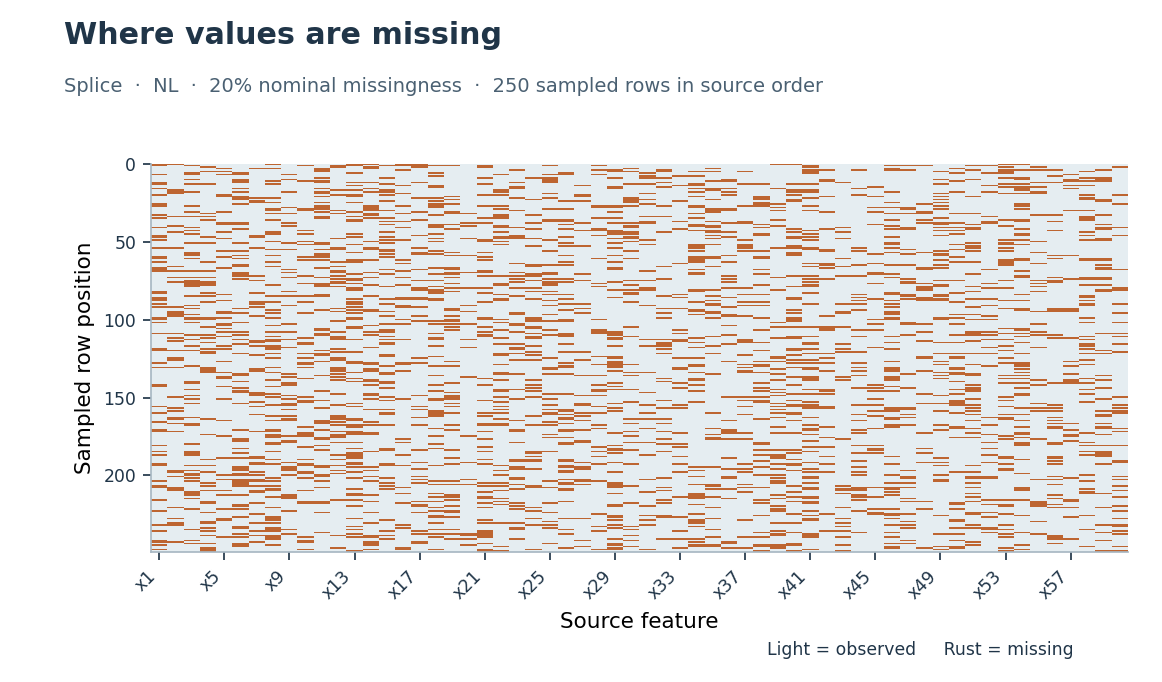 Where values are missing
Splice · NL · 20% nominal missingness · 250 sampled rows in source order
0
50
100
150
200
Sampled row position
x1 x5 x9 x13 x17 x21 x25 x29 x33 x37 x41 x45 x49 x53 x57
Source feature
Light = observed Rust = missing